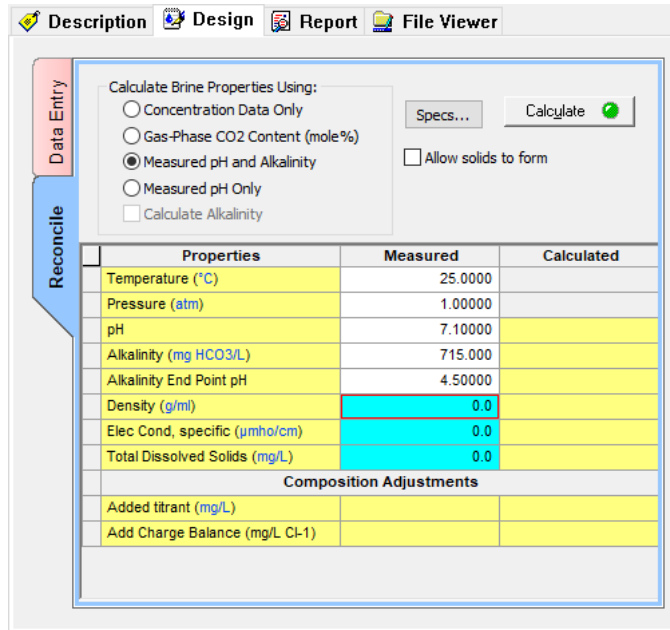 Description Design Report File Viewer
Data Entry
Reconcile
Calculate Brine Properties Using:
Concentration Data Only
Gas-Phase CO2 Content (mole%)
Measured pH and Alkalinity
Measured pH Only
Calculate Alkalinity
Specs... Calculate
Allow solids to form
Properties Measured Calculated
Temperature (°C) 25.0000
Pressure (atm) 1.00000
pH 7.10000
Alkalinity (mg HCO3/L) 715.000
Alkalinity End Point pH 4.50000
Density (g/ml) 0.0
Elec Cond, specific (µmho/cm) 0.0
Total Dissolved Solids (mg/L) 0.0
Composition Adjustments
Added titrant (mg/L)
Add Charge Balance (mg/L Cl-1)